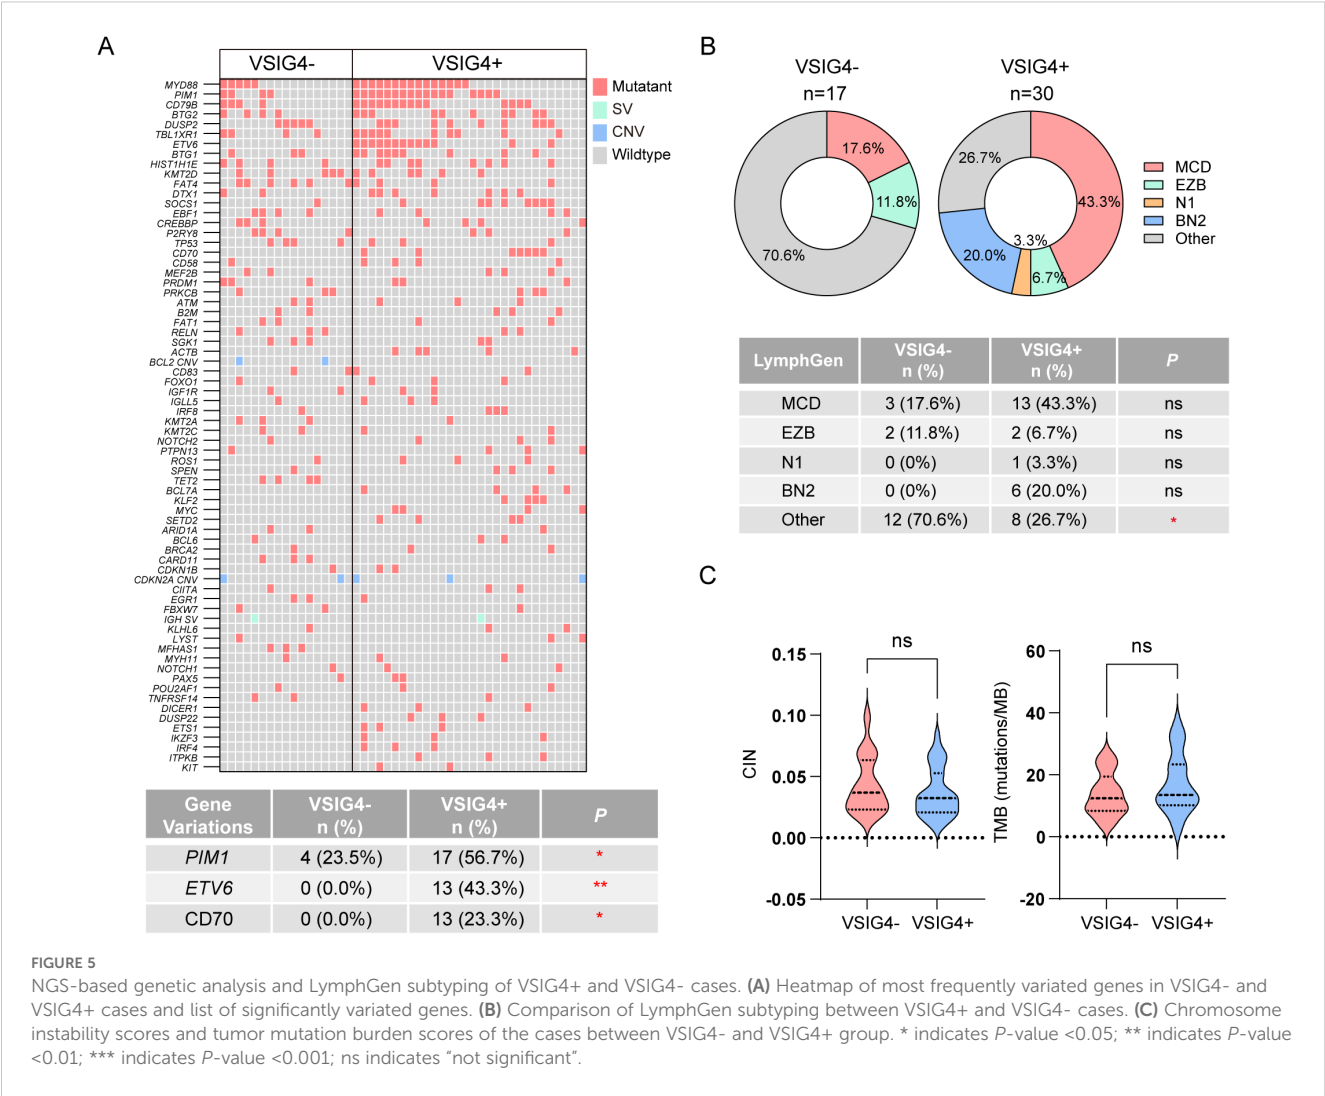 A
VSIG4-
VSIG4+
MYD88
PIM1
CD79B
BTG2
DUSP2
TBL1XR1
ETV6
BTG1
HIST1H1E
KMT2D
FAT4
DTX1
SOCS1
EBF1
CREBBP
P2RY8
TP53
CD70
CD58
MEF2B
PRDM1
PRKCB
ATM
B2M
FAT1
RELN
SGK1
ACTB
BCL2 CNV
CD83
FOXO1
IGF1R
IGLL5
IRF8
KMT2A
KMT2C
NOTCH2
PTPN13
ROS1
SPEN
TET2
BCL7A
KLF2
MYC
SETD2
ARID1A
BCL6
BRCA2
CARD11
CDKN1B
CDKN2A CNV
CIITA
EGR1
FBXW7
IGH SV
KLHL6
LYST
MFHAS1
MYH11
NOTCH1
PAX5
POU2AF1
TNFRSF14
DICER1
DUSP22
ETS1
IKZF3
IRF4
ITPKB
KIT
Mutatant
SV
CNV
Wildtype
Gene Variations VSIG4- n (%) VSIG4+ n (%) P
PIM1 4 (23.5%) 17 (56.7%) *
ETV6 0 (0.0%) 13 (43.3%) **
CD70 0 (0.0%) 13 (23.3%) *
B
VSIG4-
n=17
17.6%
11.8%
70.6%
VSIG4+
n=30
26.7%
43.3%
3.3%
20.0%
6.7%
MCD
EZB
N1
BN2
Other
LymphGen VSIG4- n (%) VSIG4+ n (%) P
MCD 3 (17.6%) 13 (43.3%) ns
EZB 2 (11.8%) 2 (6.7%) ns
N1 0 (0%) 1 (3.3%) ns
BN2 0 (0%) 6 (20.0%) ns
Other 12 (70.6%) 8 (26.7%) *
C
ns
CIN
0.15
0.10
0.05
0.00
-0.05
VSIG4- VSIG4+
ns
TMB (mutations/MB)
60
40
20
0
-20
VSIG4- VSIG4+
FIGURE 5
NGS-based genetic analysis and LymphGen subtyping of VSIG4+ and VSIG4- cases. (A) Heatmap of most frequently variated genes in VSIG4- and
VSIG4+ cases and list of significantly variated genes. (B) Comparison of LymphGen subtyping between VSIG4+ and VSIG4- cases. (C) Chromosome
instability scores and tumor mutation burden scores of the cases between VSIG4- and VSIG4+ group. * indicates P-value <0.05; ** indicates P-value
<0.01; *** indicates P-value <0.001; ns indicates “not significant”.